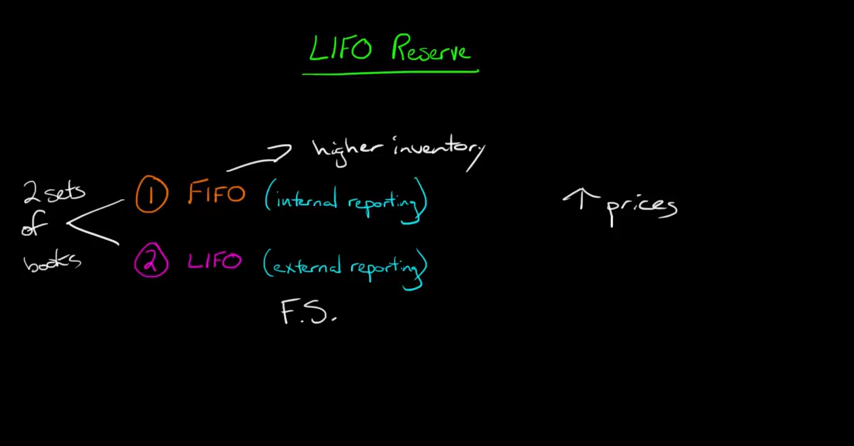 LIFO Reserve
higher inventory
2 sets
of
books
1 FIFO (internal reporting)
↑ prices
2 LIFO (external reporting)
F.S.